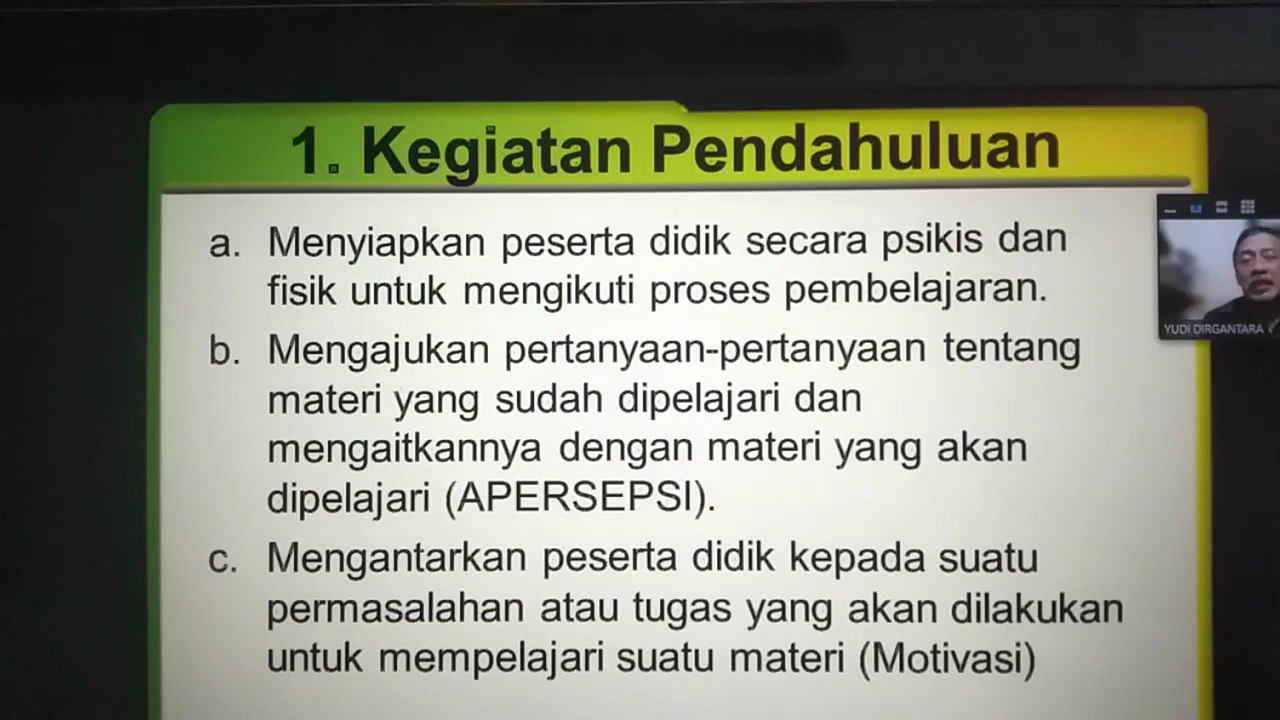 1. Kegiatan Pendahuluan
a. Menyiapkan peserta didik secara psikis dan
fisik untuk mengikuti proses pembelajaran.
b. Mengajukan pertanyaan-pertanyaan tentang
materi yang sudah dipelajari dan
mengaitkannya dengan materi yang akan
dipelajari (APERSEPSI).
c. Mengantarkan peserta didik kepada suatu
permasalahan atau tugas yang akan dilakukan
untuk mempelajari suatu materi (Motivasi)
YUDI DIRGANTARA